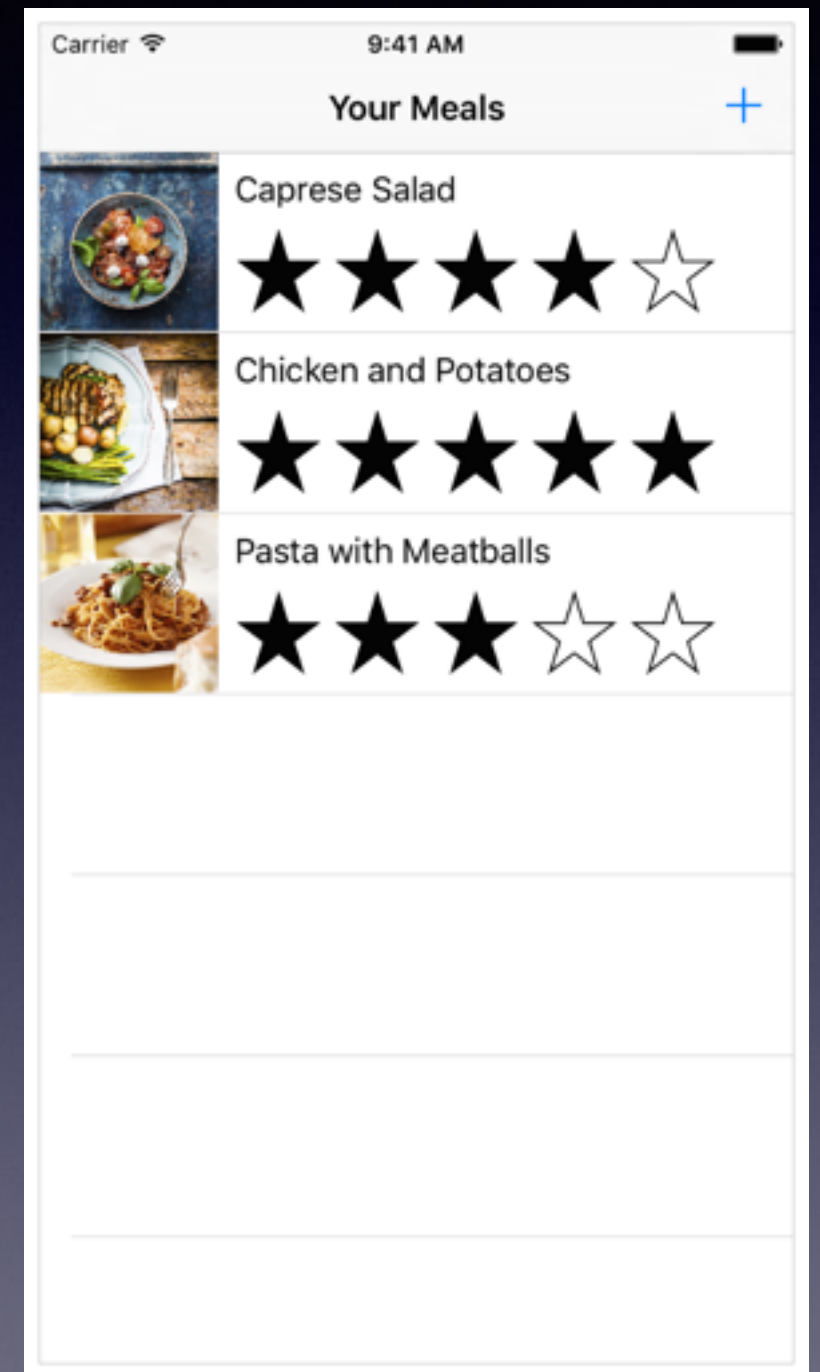 Carrier 9:41 AM
Your Meals +
Caprese Salad
Chicken and Potatoes
Pasta with Meatballs